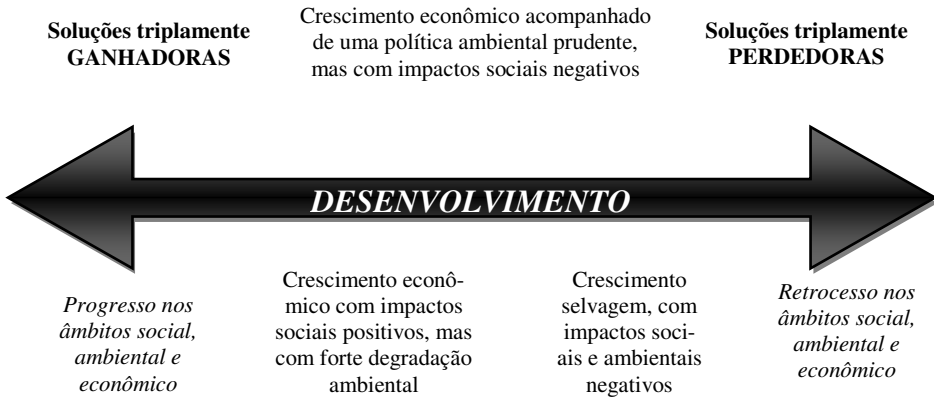 Soluções triplamente
GANHADORAS
Crescimento econômico acompanhado
de uma política ambiental prudente,
mas com impactos sociais negativos
Soluções triplamente
PERDEDORAS
DESENVOLVIMENTO
Progresso nos
âmbitos social,
ambiental e
econômico
Crescimento econô-
mico com impactos
sociais positivos, mas
com forte degradação
ambiental
Crescimento
selvagem, com
impactos soci-
ais e ambientais
negativos
Retrocesso nos
âmbitos social,
ambiental e
econômico